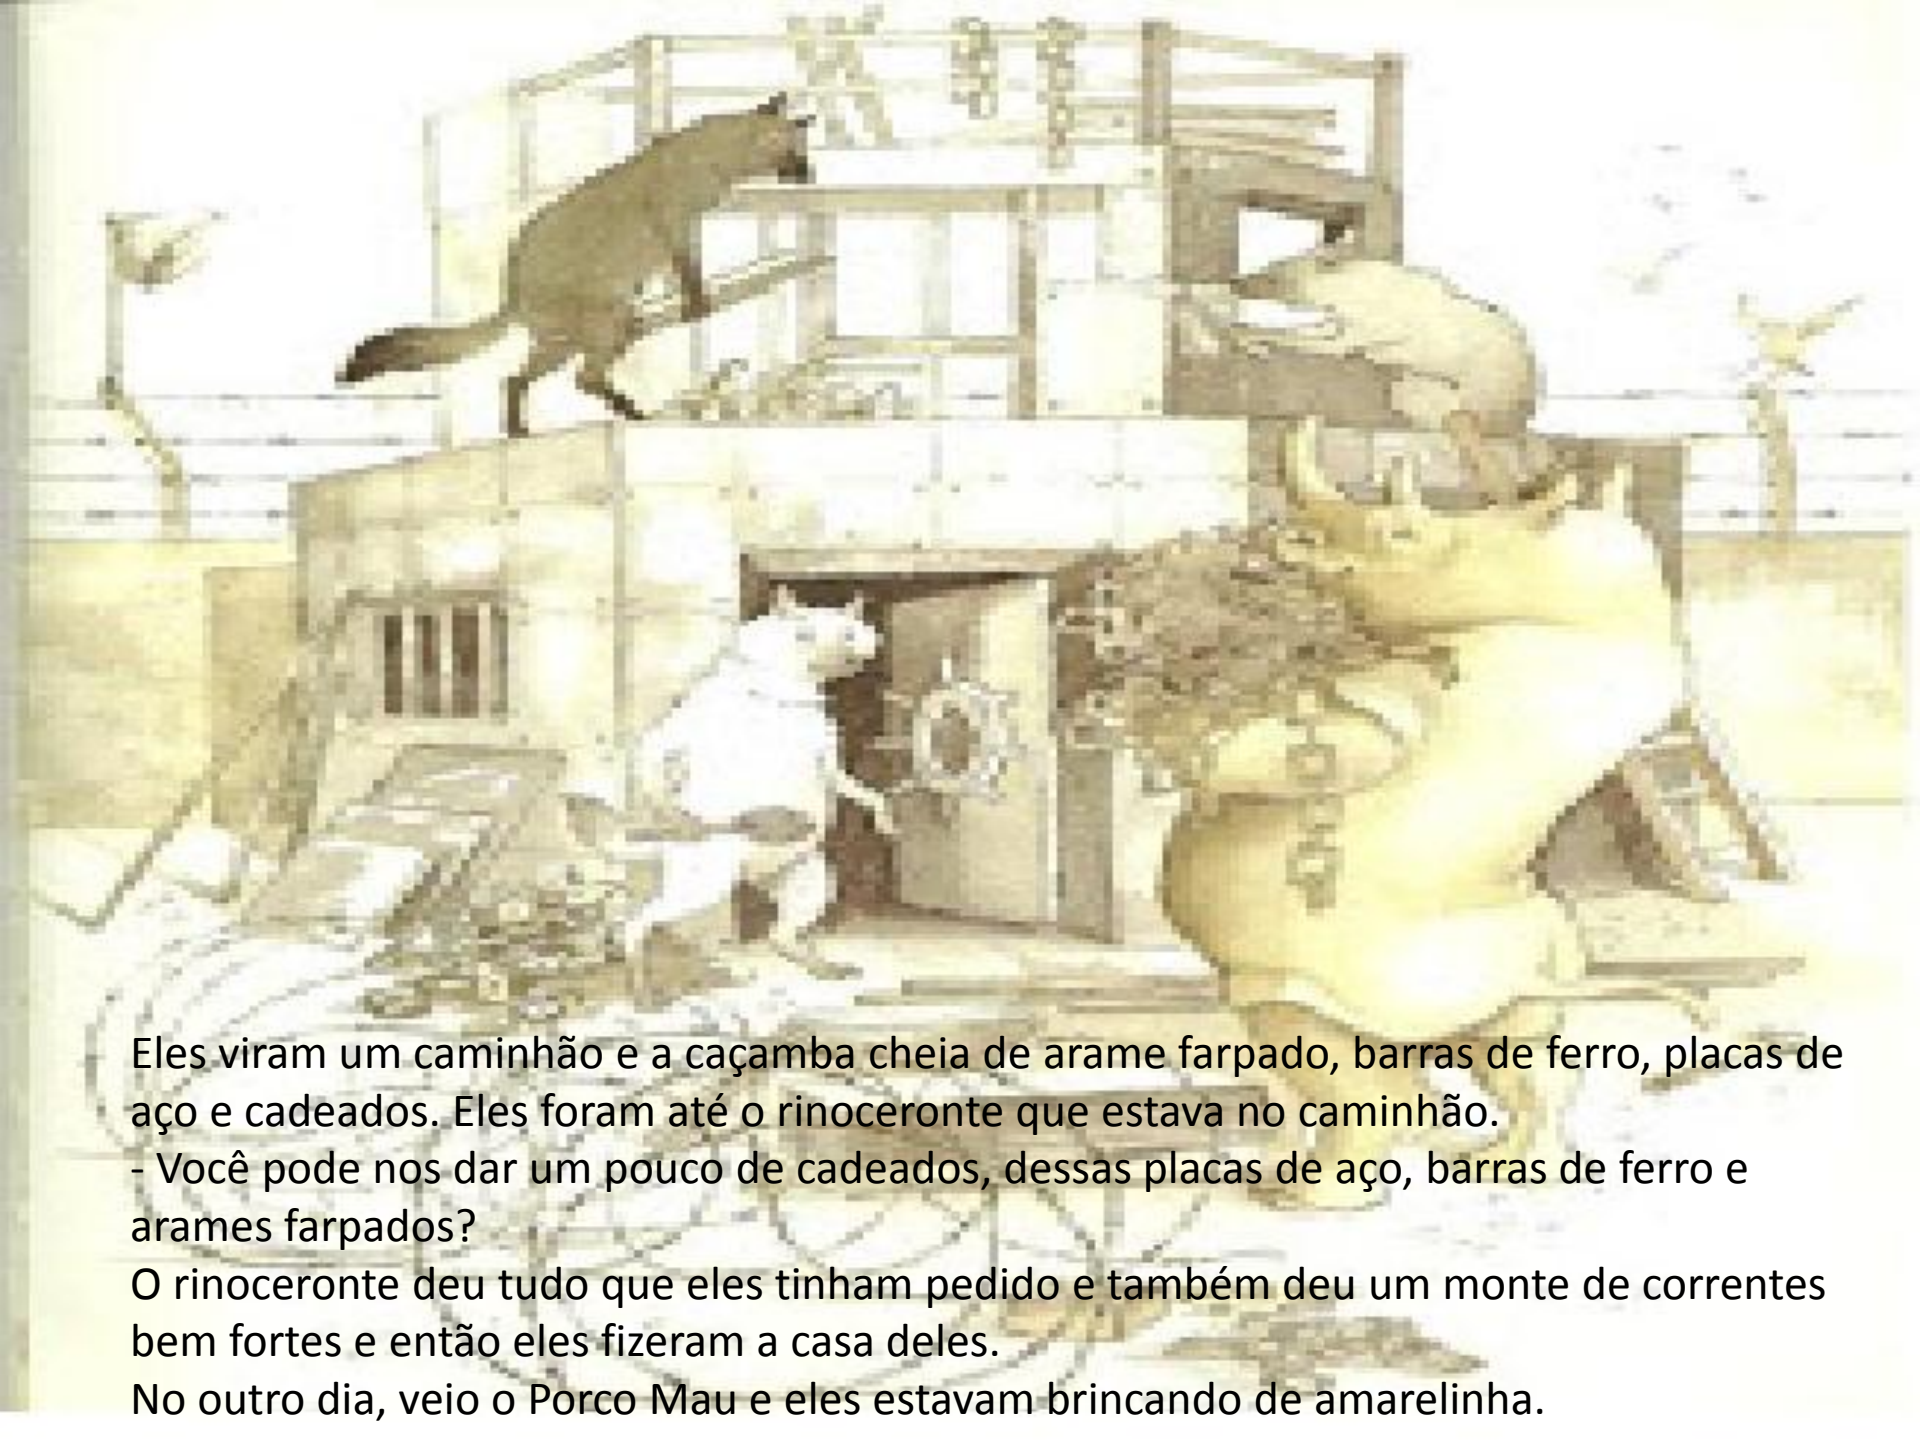 Eles viram um caminhão e a caçamba cheia de arame farpado, barras de ferro, placas de
aço e cadeados. Eles foram até o rinoceronte que estava no caminhão.
- Você pode nos dar um pouco de cadeados, dessas placas de aço, barras de ferro e
arames farpados?
O rinoceronte deu tudo que eles tinham pedido e também deu um monte de correntes
bem fortes e então eles fizeram a casa deles.
No outro dia, veio o Porco Mau e eles estavam brincando de amarelinha.